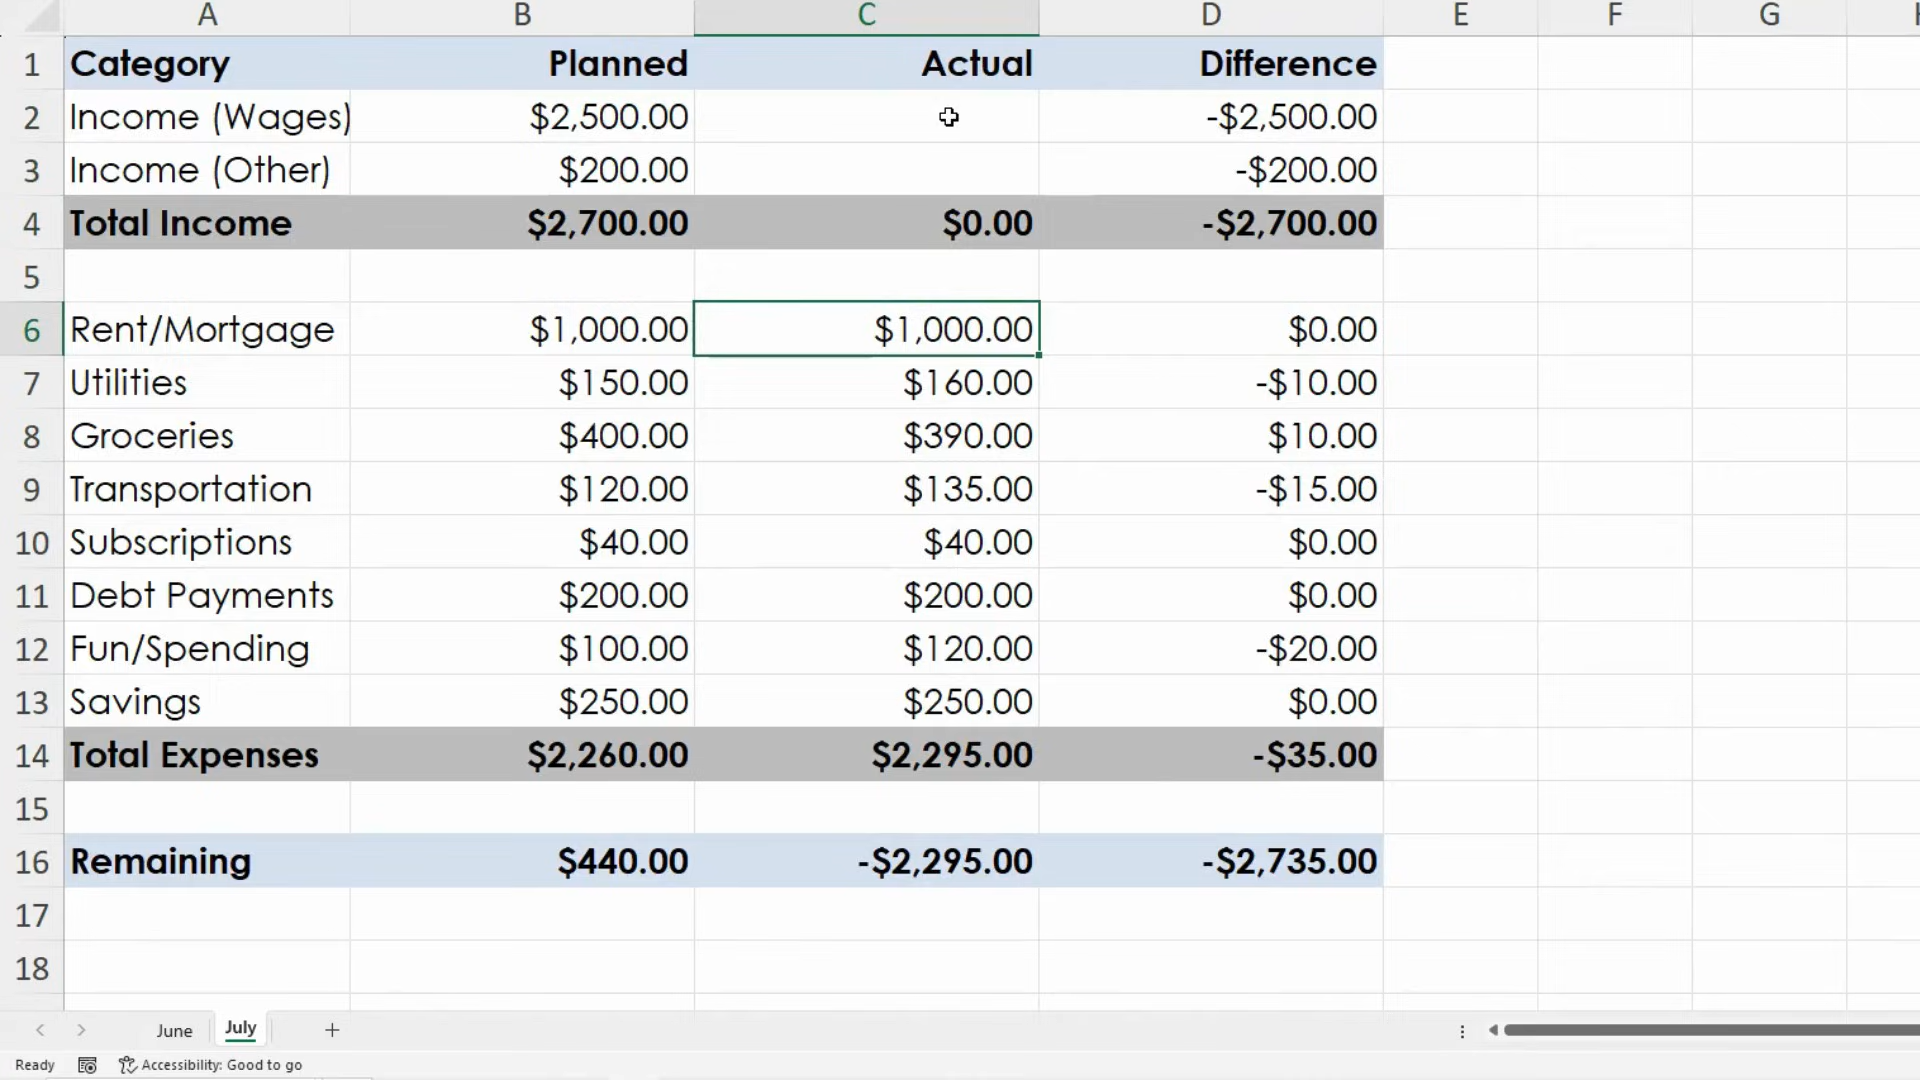 A B C D E F G
1 Category Planned Actual Difference
2 Income (Wages) $2,500.00 -$2,500.00
3 Income (Other) $200.00 -$200.00
4 Total Income $2,700.00 $0.00 -$2,700.00
5
6 Rent/Mortgage $1,000.00 $1,000.00 $0.00
7 Utilities $150.00 $160.00 -$10.00
8 Groceries $400.00 $390.00 $10.00
9 Transportation $120.00 $135.00 -$15.00
10 Subscriptions $40.00 $40.00 $0.00
11 Debt Payments $200.00 $200.00 $0.00
12 Fun/Spending $100.00 $120.00 -$20.00
13 Savings $250.00 $250.00 $0.00
14 Total Expenses $2,260.00 $2,295.00 -$35.00
15
16 Remaining $440.00 -$2,295.00 -$2,735.00
17
18
June July +
Ready Accessibility: Good to go